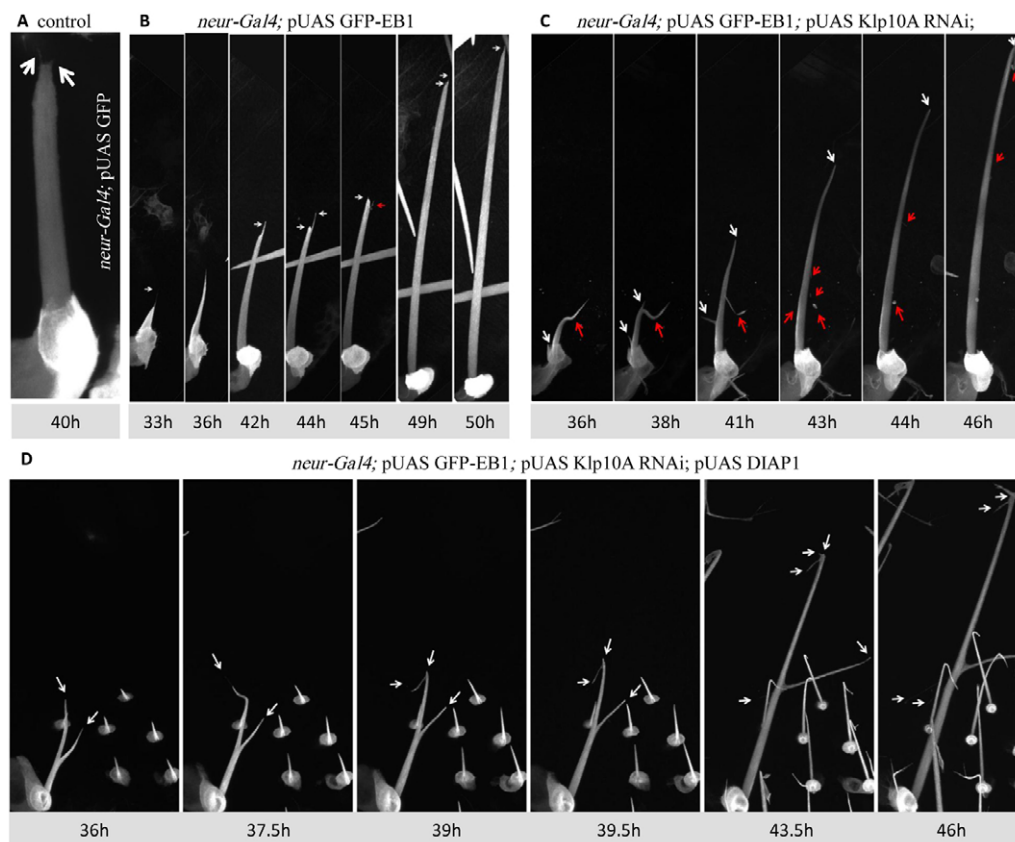 A control
neur-Gal4; pUAS GFP
40h
B neur-Gal4; pUAS GFP-EB1
33h 36h 42h 44h 45h 49h 50h
C neur-Gal4; pUAS GFP-EB1; pUAS Klp10A RNAi;
36h 38h 41h 43h 44h 46h
D
neur-Gal4; pUAS GFP-EB1; pUAS Klp10A RNAi; pUAS DIAP1
36h 37.5h 39h 39.5h 43.5h 46h